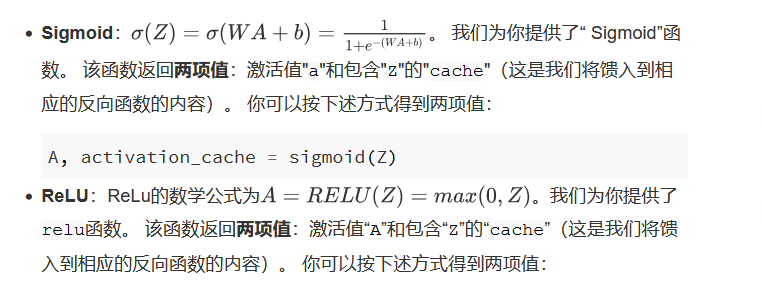 • Sigmoid：σ(Z) = σ(WA + b) = 1/(1+e^{-(WA+b)})。 我们为你提供了“ Sigmoid”函
数。 该函数返回两项值：激活值"a"和包含"Z"的"cache"（这是我们将馈入到相
应的反向函数的内容）。 你可以按下述方式得到两项值：
A, activation_cache = sigmoid(Z)
• ReLU：ReLu的数学公式为A = RELU(Z) = max(0, Z)。我们为你提供了
relu函数。 该函数返回两项值：激活值“A”和包含“Z”的“cache”（这是我们将馈
入到相应的反向函数的内容）。 你可以按下述方式得到两项值：